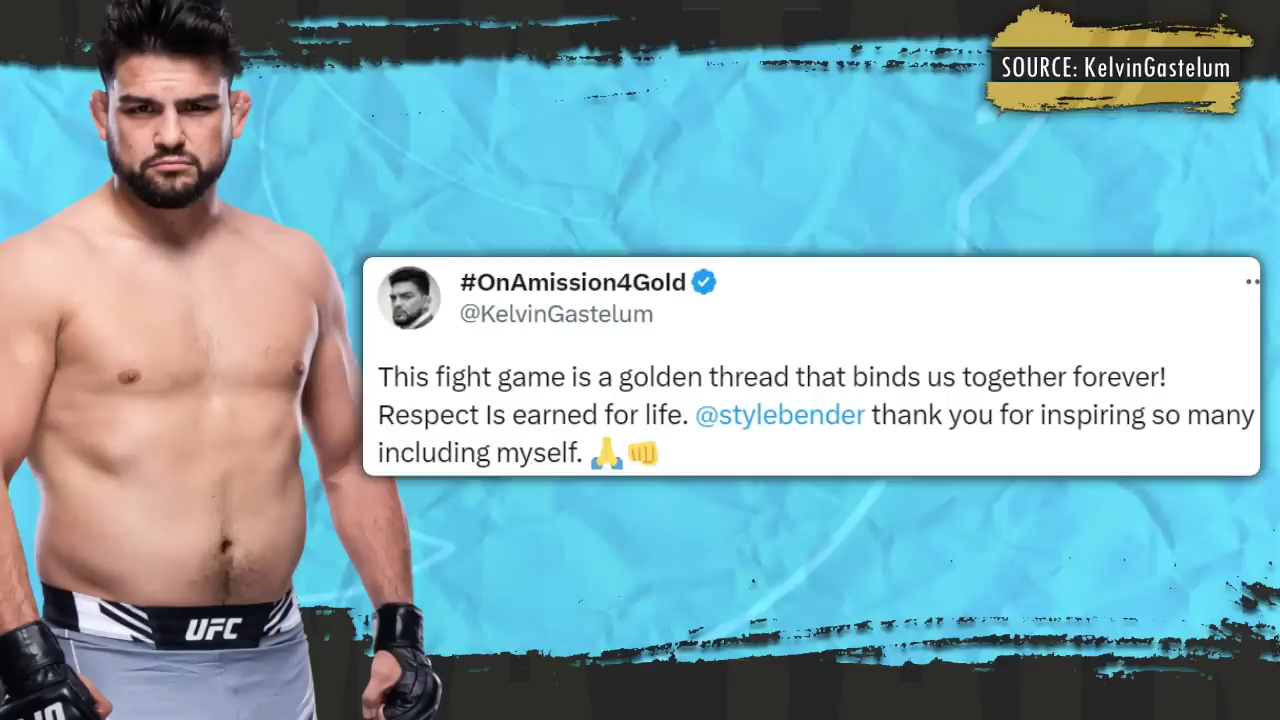 SOURCE: KelvinGastelum
#OnAmission4Gold
@KelvinGastelum
This fight game is a golden thread that binds us together forever!
Respect Is earned for life. @stylebender thank you for inspiring so many
including myself. 🙏👊
UFC